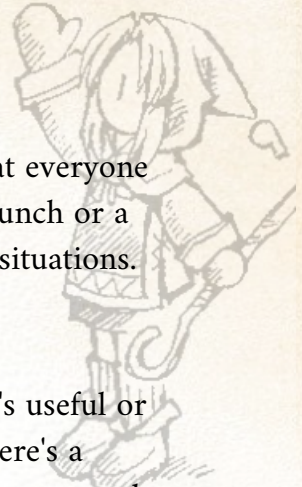 at everyone
unch or a
situations.
's useful or
ere's a